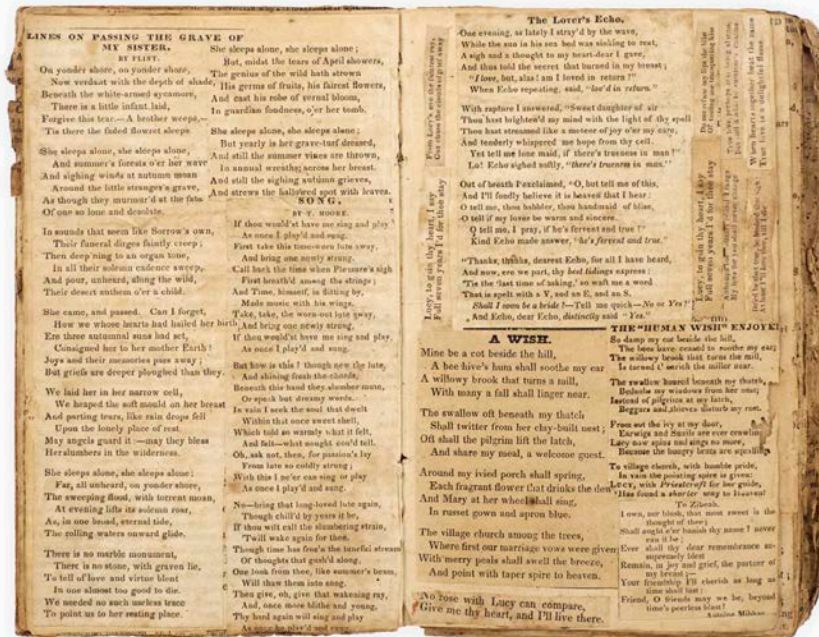 LINES ON PASSING THE GRAVE OF
MY SISTER.
BY FLINT.
On yonder shore, on yonder shore,
Now verdant with the depth of shade,
Beneath the white-armed sycamore,
There is a little infant laid,
Forgive this tear.—A brother weeps,—
'Tis there the faded flowret sleeps.
She sleeps alone, she sleeps alone,
And summer's forests o'er her wave
And sighing winds at autumn moan
Around the little stranger's grave,
As though they murmur'd at the fate
Of one so lone and desolate.
In sounds that seem like Sorrow's own,
Their funeral dirges faintly creep;
Then deep'ning to an organ tone,
In all their solemn cadence sweep,
And pour, unheard, along the wild,
Their desert anthem o'er a child.
She came, and passed. Can I forget,
How we whose hearts had hailed her birth
Ere three autumnal suns had set,
Consigned her to her mother Earth!
Joys and their memories pass away;
But griefs are deeper ploughed than they.
We laid her in her narrow cell,
We heaped the soft mould on her breast
And parting tears, like rain drops fell
Upon the lonely place of rest.
May angels guard it:—may they bless
Her slumbers in the wilderness.
She sleeps alone, she sleeps alone;
Far, all unheard, on yonder shore,
The sweeping flood, with torrent moan,
At evening lifts its solemn roar,
As, in one broad, eternal tide,
The rolling waters onward glide.
There is no marble monument,
There is no stone, with graven lie,
To tell of love and virtue blent
In one almost too good to die.
We needed no such useless trace
To point us to her resting place.
She sleeps alone, she sleeps alone;
But, midst the tears of April showers,
The genius of the wild hath strown
His germs of fruits, his fairest flowers,
And cast his robe of vernal bloom,
In guardian fondness, o'er her tomb.
She sleeps alone, she sleeps alone;
But yearly is her grave-turf dressed,
And still the summer vines are thrown,
In annual wreaths, across her breast.
And still the sighing autumn grieves,
And strews the hallowed spot with leaves.
SONG.
BY T. MOORE.
If thou would'st have me sing and play
As once I play'd and sung,
First take this time-worn lute away,
And bring one newly strung.
Call back the time when Pleasure's sigh
First breath'd among the strings;
And Time, himself, in flitting by,
Made music with his wings.
Take, take, the worn-out lute away,
And bring one newly strung.
If thou would'st have me sing and play,
As once I play'd and sung.
But how is this? though new the lute,
And shining fresh the chords,
Beneath this hand they slumber mute,
Or speak but dreamy words.
In vain I seek the soul that dwelt
Within that once sweet shell,
Which told so warmly what it felt,
And felt—what nought could tell.
Oh, ask not, then, for passion's lay
From lute so coldly strung;
With this I ne'er can sing or play
As once I play'd and sung.
No—bring that long-loved lute again,
Though chill'd by years it be,
If thou wilt call the slumbering strain,
'Twill wake again for thee.
Though time has froz'n the tuneful stream
Of thoughts that gush'd along,
One look from thee, like summer's beam,
Will thaw them into song.
Then give, oh, give that wakening ray,
And, once more blithe and young,
Thy bard again will sing and play
As once he play'd and sung.
Lucy, to gain thy heart, I say
Full seven years I'd for thee stay
The Lover's Echo.
One evening, as lately I stray'd by the wave,
While the sun in his sea bed was sinking to rest,
A sigh and a thought to my heart-dear I gave,
And thus told the secret that burned in my breast;
"I love, but, alas! am I loved in return?"
When Echo repeating, said, "lov'd in return."
With rapture I answered, "Sweet daughter of air
Thou hast brighten'd my mind with the light of thy spell
Thou hast streamed like a meteor of joy o'er my care,
And tenderly whispered me hope from thy cell.
Yet tell me lone maid, if there's trueness in man?"
Lo! Echo sighed softly, "there's trueness in man."
Out of breath I exclaimed, "O, but tell me of this,
And I'll fondly believe it is heaven that I hear:
O tell me, thou babbler, thou handmaid of bliss,
O tell if my lover be warm and sincere.
O tell me, I pray, if he's fervent and true?"
Kind Echo made answer, "he's fervent and true."
"Thanks, thanks, dearest Echo, for all I have heard,
And now, ere we part, thy best tidings express:
'Tis the 'last time of asking,' so waft me a word
That is spelt with a Y, and an E, and an S.
Shall I soon be a bride?—Tell me quick—No or Yes?"
And Echo, dear Echo, distinctly said "Yes."
Lucy, to gain thy heart, I say
Full seven years I'd for thee stay
When hearts together beat the same
True love is a delightful flame
A WISH.
Mine be a cot beside the hill,
A bee hive's hum shall soothe my ear
A willowy brook that turns a mill,
With many a fall shall linger near.
The swallow oft beneath my thatch
Shall twitter from her clay-built nest;
Oft shall the pilgrim lift the latch,
And share my meal, a welcome guest.
Around my ivied porch shall spring,
Each fragrant flower that drinks the dew,
And Mary at her wheel shall sing,
In russet gown and apron blue.
The village church among the trees,
Where first our marriage vows were given
With merry peals shall swell the breeze,
And point with taper spire to heaven.
No rose with Lucy can compare,
Give me thy heart, and I'll live there.
THE "HUMAN WISH" ENJOYE
So damp my cot beside the hill,
The bees have ceased to soothe my ear;
The willowy brook that turns the mill,
Is turned t' enrich the miller near.
The swallow housed beneath my thatch,
Bedaubs my windows from her nest;
Instead of pilgrims at my latch,
Beggars and thieves disturb my rest.
From out the ivy at my door,
Earwigs and Snails are ever crawling;
Lucy now spins and sings no more,
Because the hungry brats are squalling
To village church, with humble pride,
In vain the pointing spire is given;
LUCY, with Priestcraft for her guide,
Has found a shorter way to Heaven!
To Zibeah.
I own, nor blush, that most sweet is the
thought of thee;
Shall aught e'er banish thy name? never
can it be;
Ever shall thy dear remembrance so
supremely blest
Remain, in joy and grief, the partner of
my breast;—
Your friendship I'll cherish as long as
time shall last;
Friend, O friends may we be, beyond
time's peerless blast!